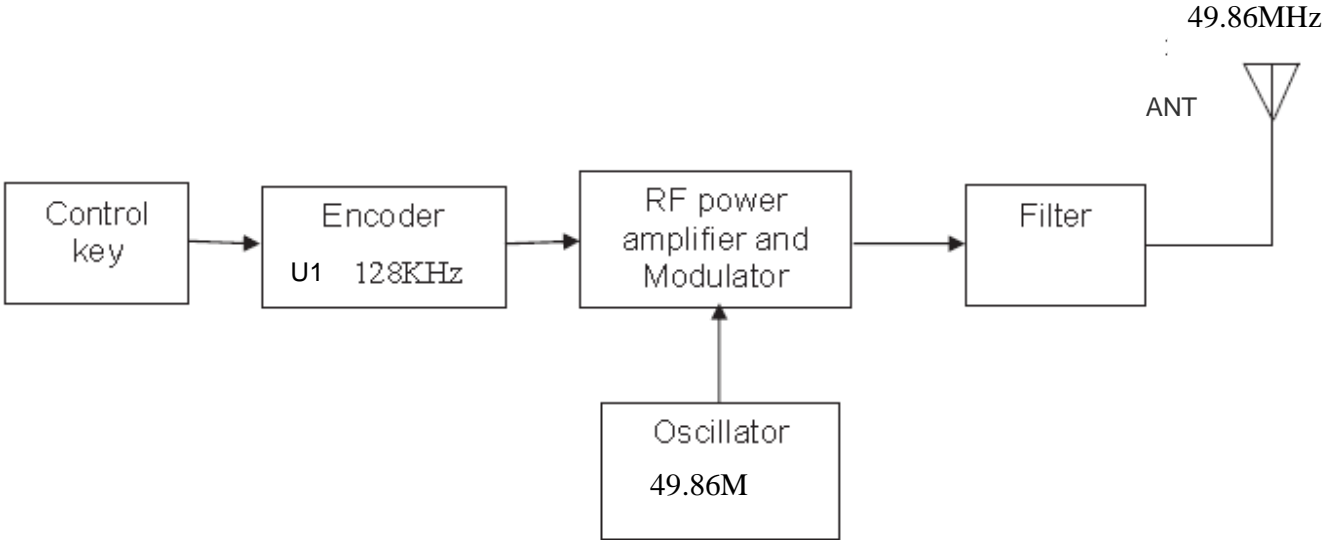 49.86MHz
:
ANT
Control
key
Encoder
U1 128KHz
RF power
amplifier and
Modulator
Filter
Oscillator
49.86M